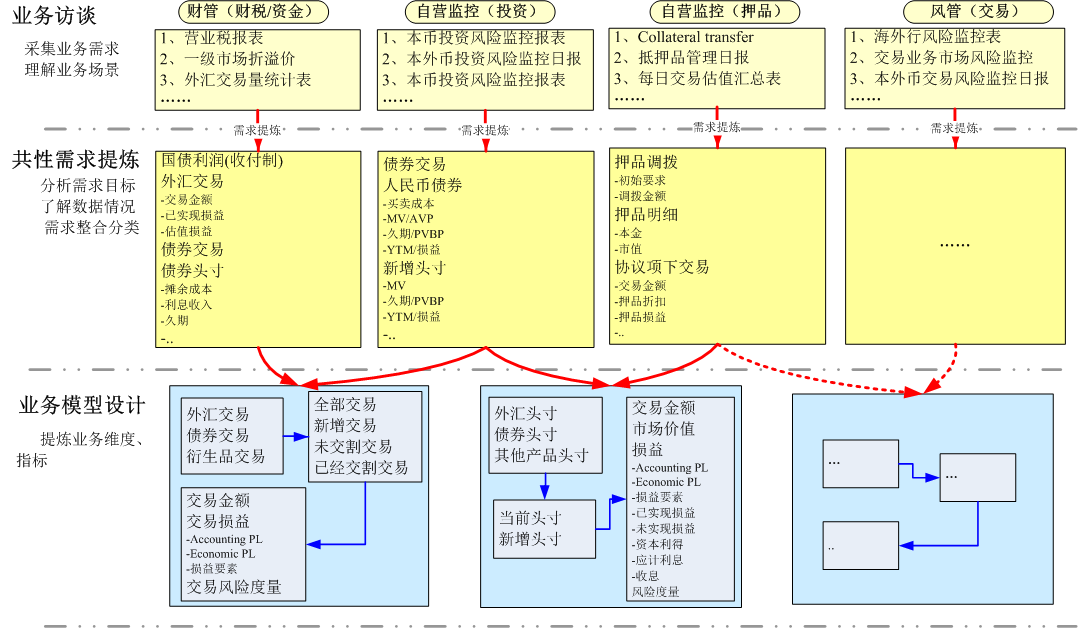 业务访谈
采集业务需求
理解业务场景
财管（财税/资金）
1、营业税报表
2、一级市场折溢价
3、外汇交易量统计表
……
自营监控（投资）
1、本币投资风险监控报表
2、本外币投资风险监控日报
3、本币投资风险监控报表
……
自营监控（押品）
1、Collateral transfer
2、抵押品管理日报
3、每日交易估值汇总表
……
风管（交易）
1、海外行风险监控表
2、交易业务市场风险监控
3、本外币交易风险监控日报
……
需求提炼
需求提炼
需求提炼
需求提炼
共性需求提炼
分析需求目标
了解数据情况
需求整合分类
国债利润(收付制)
外汇交易
-交易金额
-已实现损益
-估值损益
债券交易
债券头寸
-摊余成本
-利息收入
-久期
-..
债券交易
人民币债券
-买卖成本
-MV/AVP
-久期/PVBP
-YTM/损益
新增头寸
-MV
-久期/PVBP
-YTM/损益
-..
押品调拨
-初始要求
-调拨金额
押品明细
-本金
-市值
协议项下交易
-交易金额
-押品折扣
-押品损益
-..
……
业务模型设计
提炼业务维度、
指标
外汇交易
债券交易
衍生品交易
全部交易
新增交易
未交割交易
已经交割交易
交易金额
交易损益
-Accounting PL
-Economic PL
-损益要素
交易风险度量
外汇头寸
债券头寸
其他产品头寸
当前头寸
新增头寸
交易金额
市场价值
损益
-Accounting PL
-Economic PL
-损益要素
-已实现损益
-未实现损益
-资本利得
-应计利息
-收息
风险度量
...
...
..